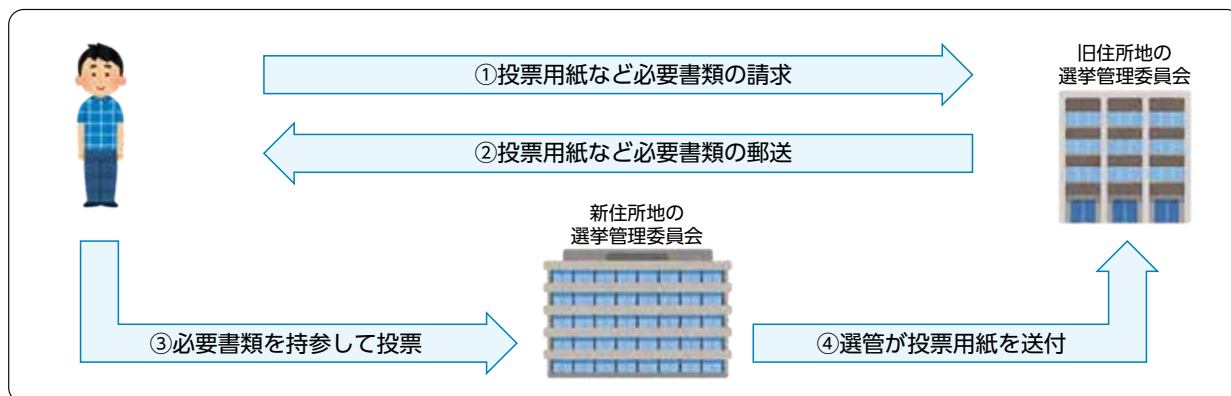 ①投票用紙など必要書類の請求
旧住所地の
選挙管理委員会
②投票用紙など必要書類の郵送
新住所地の
選挙管理委員会
③必要書類を持参して投票
④選管が投票用紙を送付